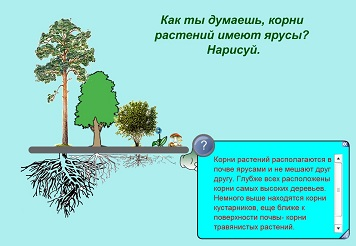 Как ты думаешь, корни
растений имеют ярусы?
Нарисуй.
?
Корни растений располагаются в
почве ярусами и не мешают друг
другу. Глубже всех расположены
корни самых высоких деревьев.
Немного выше находятся корни
кустарников, еще ближе к
поверхности почвы- корни
травянистых растений.